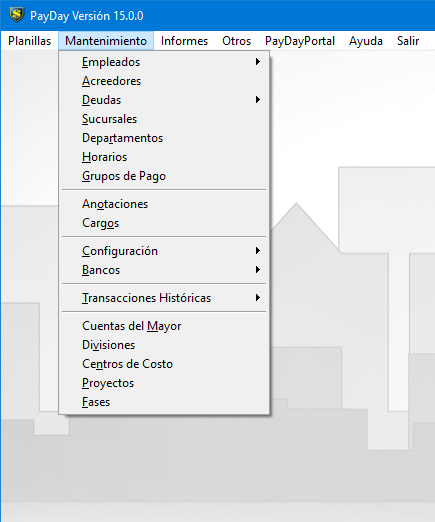 PayDay Versión 15.0.0
Planillas Mantenimiento Informes Otros PayDayPortal Ayuda Salir
Empleados
Acreedores
Deudas
Sucursales
Departamentos
Horarios
Grupos de Pago
Anotaciones
Cargos
Configuración
Bancos
Transacciones Históricas
Cuentas del Mayor
Divisiones
Centros de Costo
Proyectos
Fases